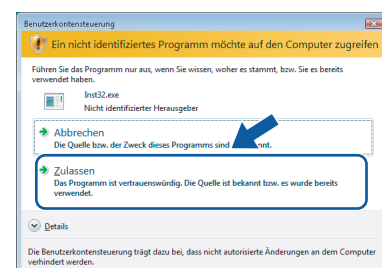 Benutzerkontensteuerung
Ein nicht identifiziertes Programm möchte auf den Computer zugreifen
Führen Sie das Programm nur aus, wenn Sie wissen, woher es stammt, bzw. Sie es bereits
verwendet haben.
Inst32.exe
Nicht identifizierter Herausgeber
Abbrechen
Die Quelle bzw. der Zweck dieses Programms sind
Zulassen
Das Programm ist vertrauenswürdig. Die Quelle ist bekannt bzw. es wurde bereits
verwendet.
Details
Die Benutzerkontensteuerung trägt dazu bei, dass nicht autorisierte Änderungen an dem Computer
verhindert werden.